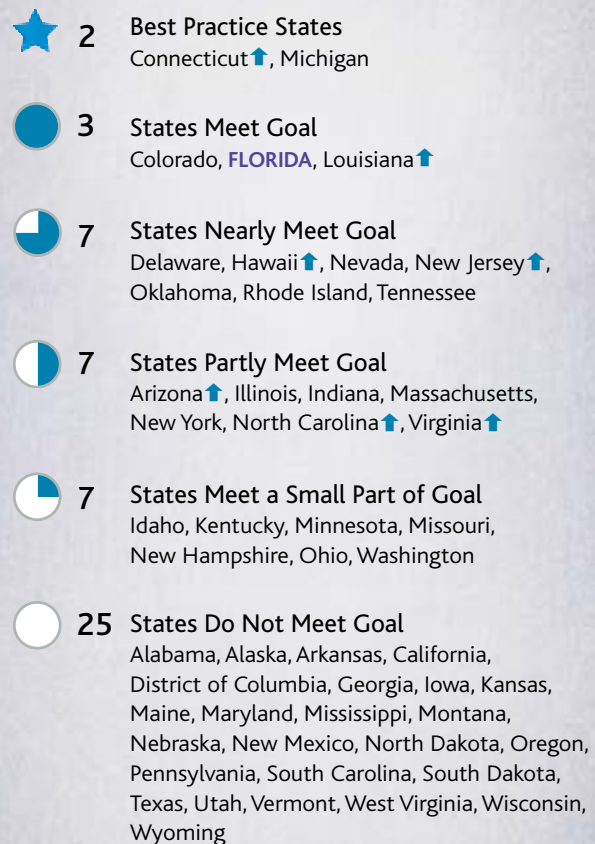 2 Best Practice States
Connecticut⬆, Michigan
3 States Meet Goal
Colorado, FLORIDA, Louisiana⬆
7 States Nearly Meet Goal
Delaware, Hawaii⬆, Nevada, New Jersey⬆,
Oklahoma, Rhode Island, Tennessee
7 States Partly Meet Goal
Arizona⬆, Illinois, Indiana, Massachusetts,
New York, North Carolina⬆, Virginia⬆
7 States Meet a Small Part of Goal
Idaho, Kentucky, Minnesota, Missouri,
New Hampshire, Ohio, Washington
25 States Do Not Meet Goal
Alabama, Alaska, Arkansas, California,
District of Columbia, Georgia, Iowa, Kansas,
Maine, Maryland, Mississippi, Montana,
Nebraska, New Mexico, North Dakota, Oregon,
Pennsylvania, South Carolina, South Dakota,
Texas, Utah, Vermont, West Virginia, Wisconsin,
Wyoming